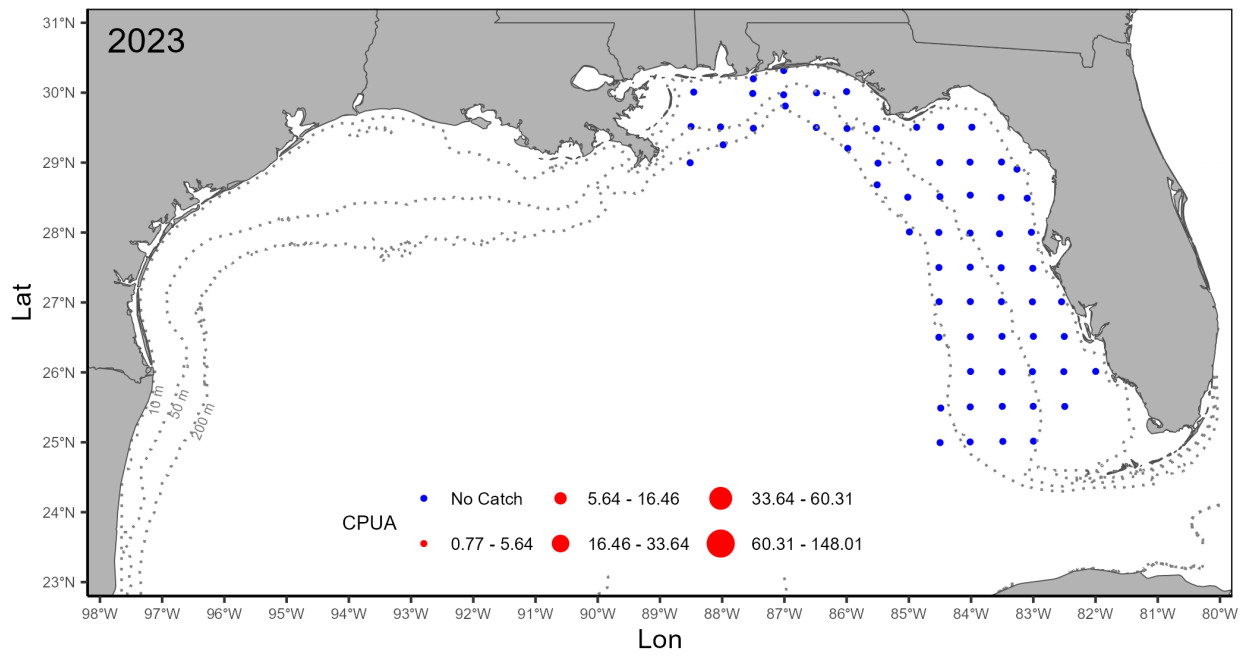 2023
31°N
30°N
29°N
28°N
27°N
26°N
25°N
24°N
23°N
Lat
10 m
50 m
200 m
CPUA
No Catch
5.64 - 16.46
33.64 - 60.31
0.77 - 5.64
16.46 - 33.64
60.31 - 148.01
98°W 97°W 96°W 95°W 94°W 93°W 92°W 91°W 90°W 89°W 88°W 87°W 86°W 85°W 84°W 83°W 82°W 81°W 80°W
Lon